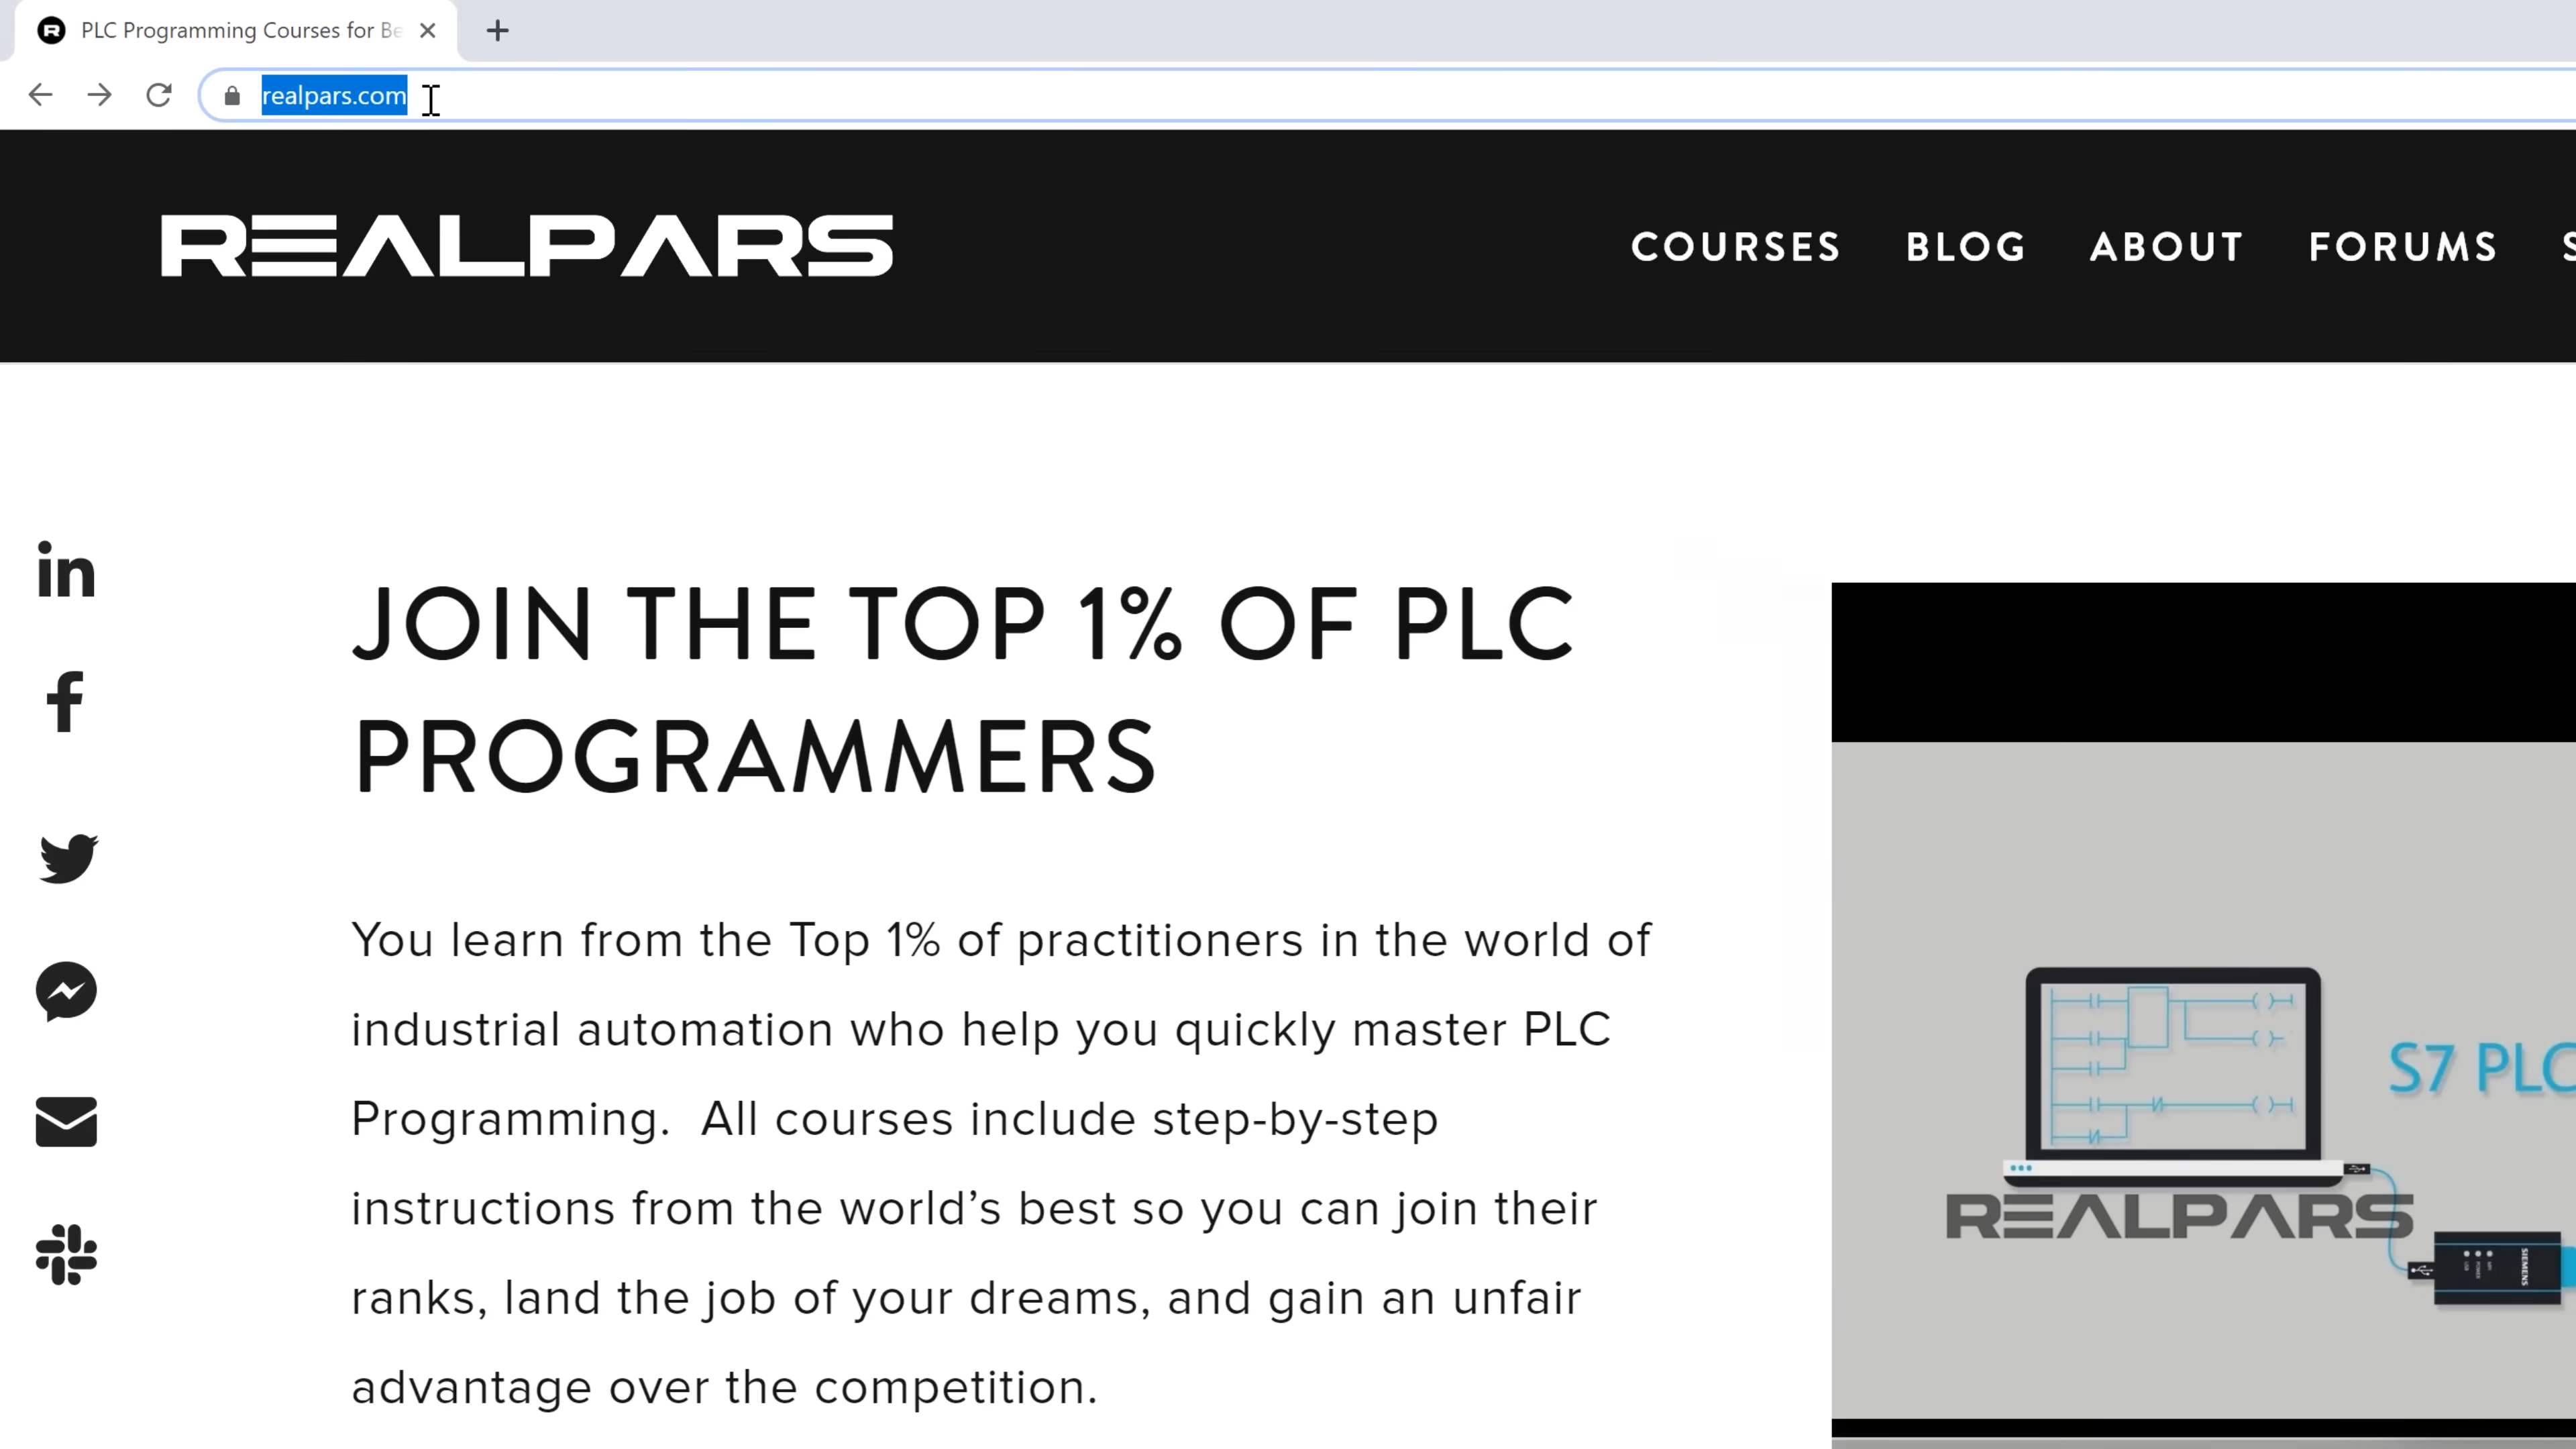 PLC Programming Courses for Be
realpars.com
REALPARS
COURSES BLOG ABOUT FORUMS S
in
JOIN THE TOP 1% OF PLC
PROGRAMMERS
You learn from the Top 1% of practitioners in the world of
industrial automation who help you quickly master PLC
Programming. All courses include step-by-step
instructions from the world's best so you can join their
ranks, land the job of your dreams, and gain an unfair
advantage over the competition.
S7 PLC
REALPARS
SIEMENS